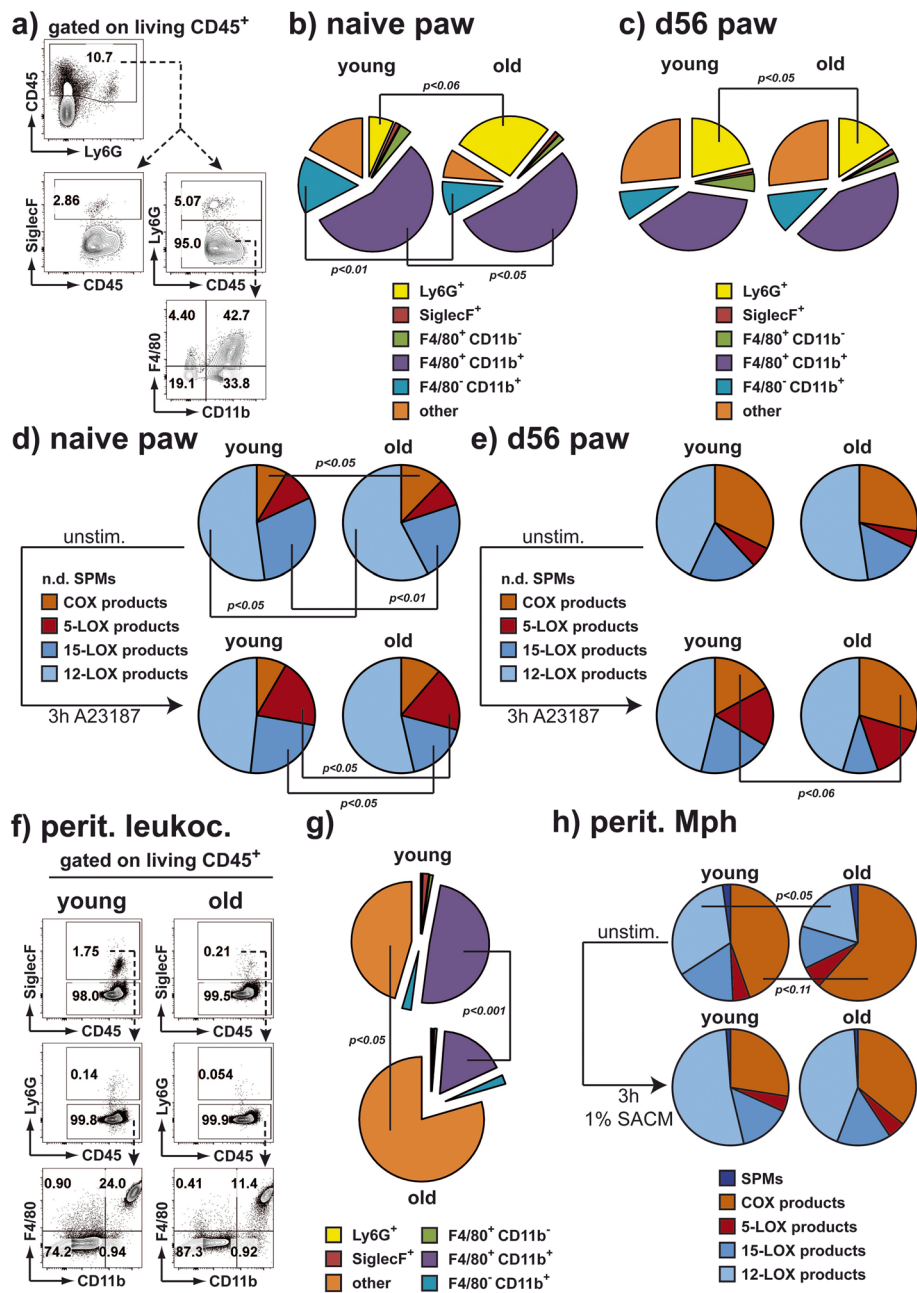 a) gated on living CD45+
10.7
CD45
Ly6G
2.86
SiglecF
CD45
5.07
95.0
Ly6G
CD45
4.40 42.7
19.1 33.8
F4/80
CD11b
b) naive paw
young old
p<0.06
p<0.01
p<0.05
Ly6G+
SiglecF+
F4/80+ CD11b-
F4/80+ CD11b+
F4/80- CD11b+
other
c) d56 paw
young old
p<0.05
Ly6G+
SiglecF+
F4/80+ CD11b-
F4/80+ CD11b+
F4/80- CD11b+
other
d) naive paw
young old
p<0.05
unstim.
n.d. SPMs
COX products
5-LOX products
15-LOX products
12-LOX products
3h A23187
p<0.05
p<0.01
p<0.05
p<0.05
e) d56 paw
young old
unstim.
n.d. SPMs
COX products
5-LOX products
15-LOX products
12-LOX products
3h A23187
young old
p<0.06
f) perit. leukoc.
gated on living CD45+
young old
1.75 0.21
98.0 99.5
SiglecF
CD45 CD45
0.14 0.054
99.8 99.9
Ly6G
CD45 CD45
0.90 24.0 0.41 11.4
74.2 0.94 87.3 0.92
F4/80
CD11b CD11b
g)
young
p<0.05
p<0.001
old
Ly6G+ F4/80+ CD11b-
SiglecF+ F4/80+ CD11b+
other F4/80- CD11b+
h) perit. Mph
young old
p<0.05
unstim.
p<0.11
young old
3h
1% SACM
SPMs
COX products
5-LOX products
15-LOX products
12-LOX products